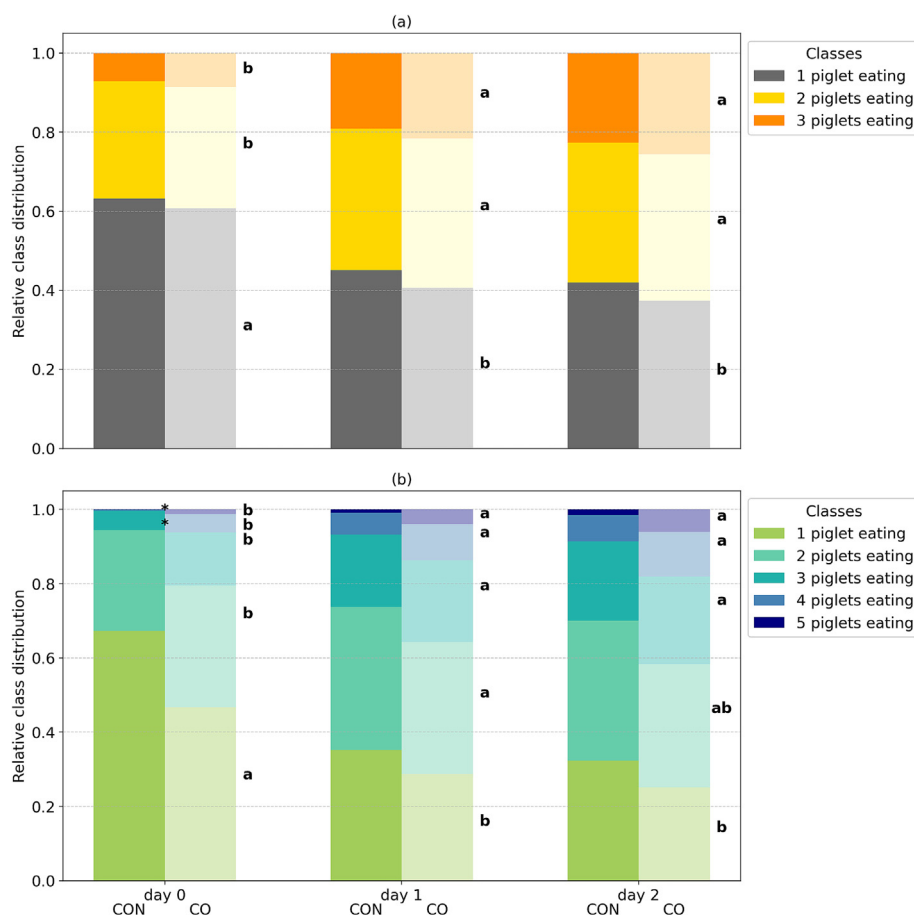 (a)
Relative class distribution
1.0
0.8
0.6
0.4
0.2
0.0
b
b
a
a
a
b
a
a
b
Classes
1 piglet eating
2 piglets eating
3 piglets eating
(b)
Relative class distribution
1.0
0.8
0.6
0.4
0.2
0.0
*
*
b
b
b
b
a
a
a
a
a
b
a
a
a
ab
b
Classes
1 piglet eating
2 piglets eating
3 piglets eating
4 piglets eating
5 piglets eating
day 0 day 1 day 2
CON CO CON CO CON CO